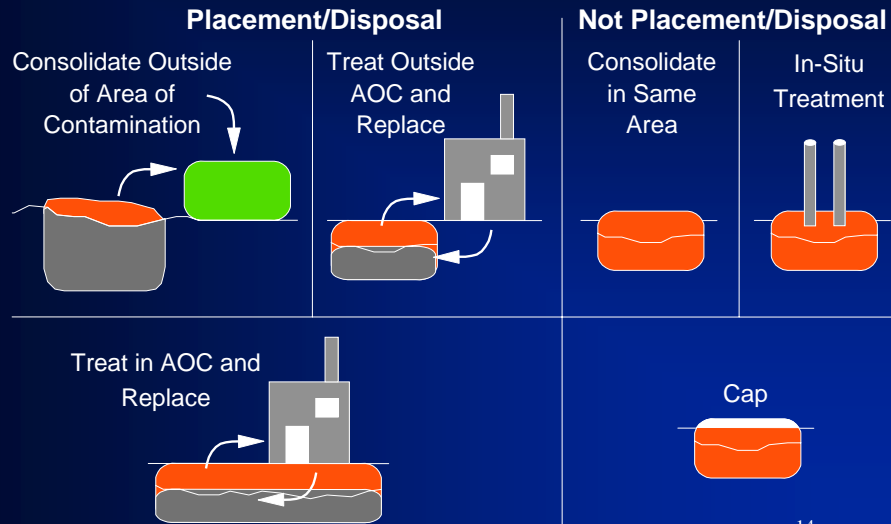 Placement/Disposal
Not Placement/Disposal
Consolidate Outside
of Area of
Contamination
Treat Outside
AOC and
Replace
Consolidate
in Same
Area
In-Situ
Treatment
Treat in AOC and
Replace
Cap